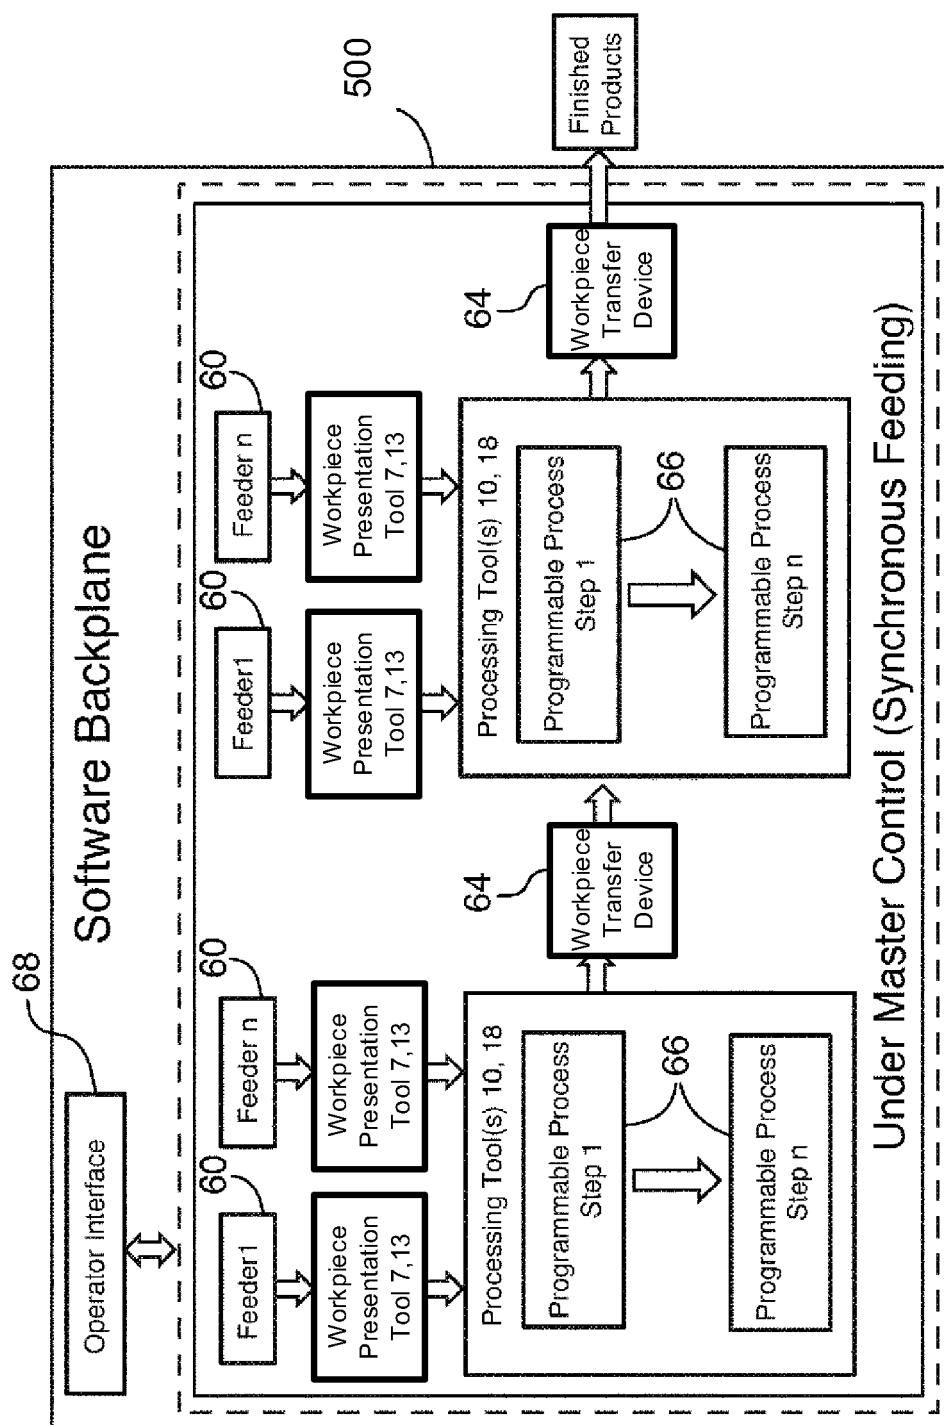 68
Operator Interface
Software Backplane
500
60
60
60
60
Feeder1
Feeder n
Feeder1
Feeder n
Workpiece
Presentation
Tool 7,13
Workpiece
Presentation
Tool 7,13
Workpiece
Presentation
Tool 7,13
Workpiece
Presentation
Tool 7,13
Processing Tool(s) 10, 18
Programmable Process
Step 1
66
Programmable Process
Step n
64
Workpiece
Transfer
Device
Processing Tool(s) 10, 18
Programmable Process
Step 1
66
Programmable Process
Step n
64
Workpiece
Transfer
Device
Finished
Products
Under Master Control (Synchronous Feeding)